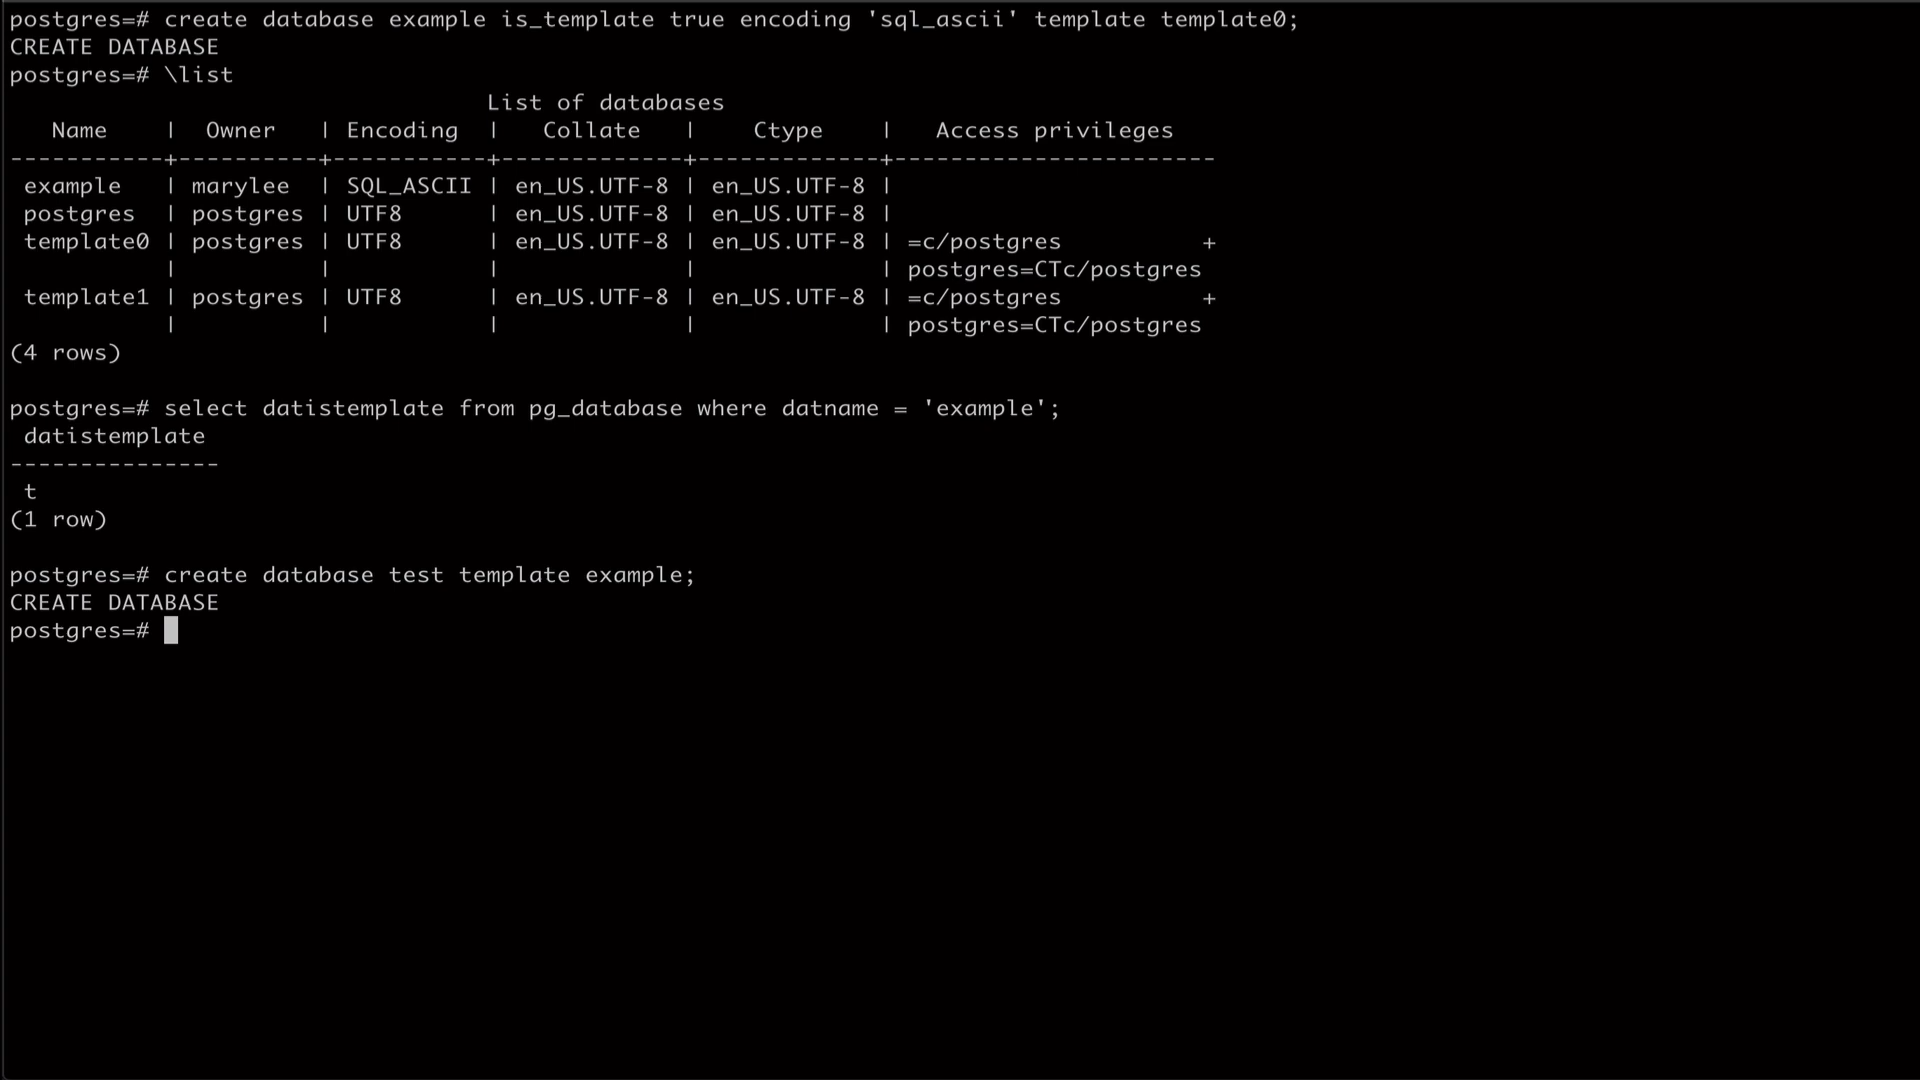 postgres=# create database example is_template true encoding 'sql_ascii' template template0;
CREATE DATABASE
postgres=# \list
                                  List of databases
   Name    |  Owner   | Encoding  |   Collate   |    Ctype    |   Access privileges
-----------+----------+-----------+-------------+-------------+-----------------------
 example   | marylee  | SQL_ASCII | en_US.UTF-8 | en_US.UTF-8 |
 postgres  | postgres | UTF8      | en_US.UTF-8 | en_US.UTF-8 |
 template0 | postgres | UTF8      | en_US.UTF-8 | en_US.UTF-8 | =c/postgres          +
           |          |           |             |             | postgres=CTc/postgres
 template1 | postgres | UTF8      | en_US.UTF-8 | en_US.UTF-8 | =c/postgres          +
           |          |           |             |             | postgres=CTc/postgres
(4 rows)
postgres=# select datistemplate from pg_database where datname = 'example';
 datistemplate
---------------
 t
(1 row)
postgres=# create database test template example;
CREATE DATABASE
postgres=#